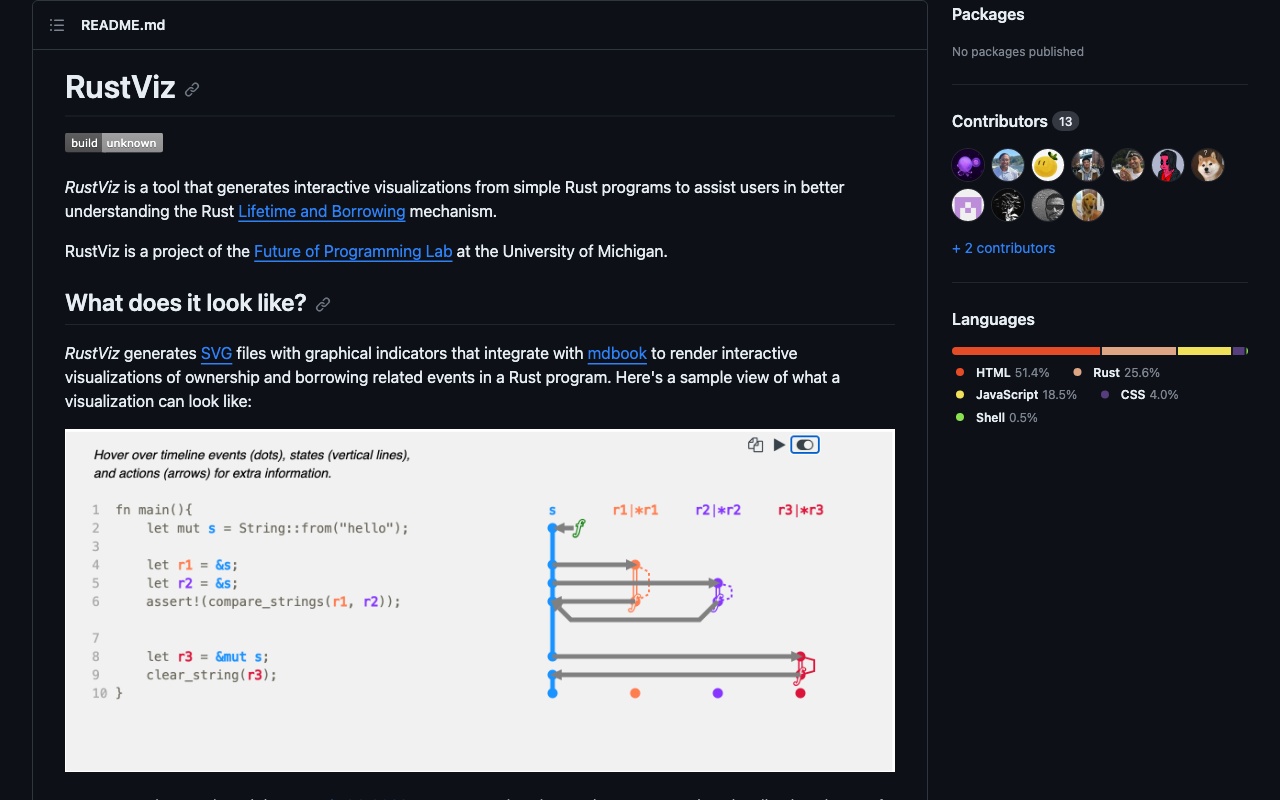 README.md
RustViz
build unknown
RustViz is a tool that generates interactive visualizations from simple Rust programs to assist users in better
understanding the Rust Lifetime and Borrowing mechanism.
RustViz is a project of the Future of Programming Lab at the University of Michigan.
What does it look like?
RustViz generates SVG files with graphical indicators that integrate with mdbook to render interactive
visualizations of ownership and borrowing related events in a Rust program. Here's a sample view of what a
visualization can look like:
Hover over timeline events (dots), states (vertical lines),
and actions (arrows) for extra information.
s r1|*r1 r2|*r2 r3|*r3
1 fn main(){
2 let mut s = String::from("hello");
3
4 let r1 = &s;
5 let r2 = &s;
6 assert!(compare_strings(r1, r2));
7
8 let r3 = &mut s;
9 clear_string(r3);
10 }
Packages
No packages published
Contributors 13
+ 2 contributors
Languages
HTML 51.4% Rust 25.6%
JavaScript 18.5% CSS 4.0%
Shell 0.5%